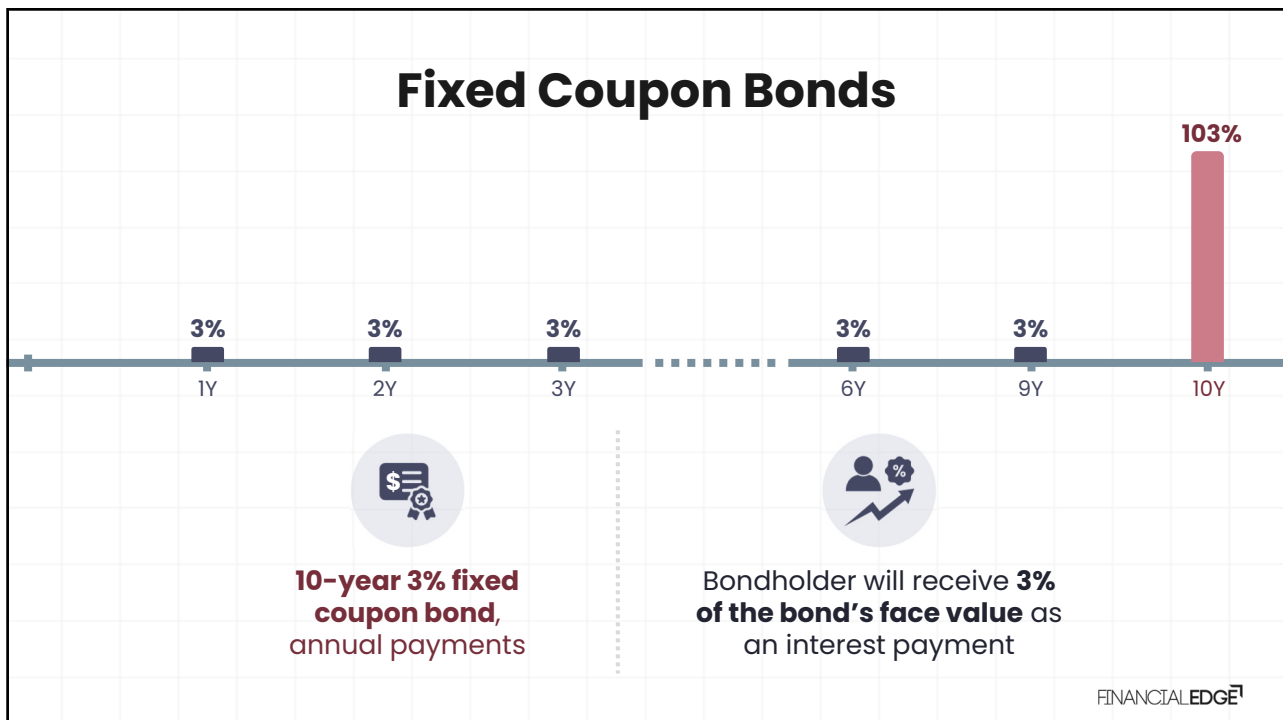 Fixed Coupon Bonds
103%
3%
3%
3%
3%
3%
1Y
2Y
3Y
6Y
9Y
10Y
$
%
10-year 3% fixed
coupon bond,
annual payments
Bondholder will receive 3%
of the bond's face value as
an interest payment
FINANCIALEDGE